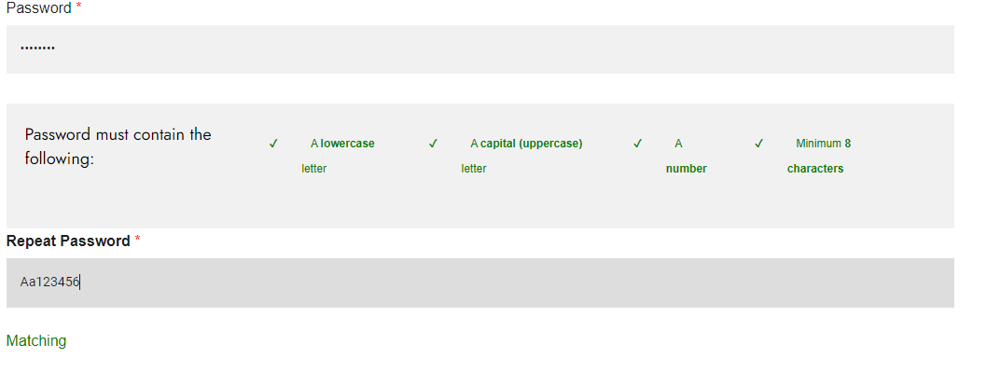 Password *
••••••••
Password must contain the
following:
✓ A lowercase
letter
✓ A capital (uppercase)
letter
✓ A
number
✓ Minimum 8
characters
Repeat Password *
Aa123456
Matching